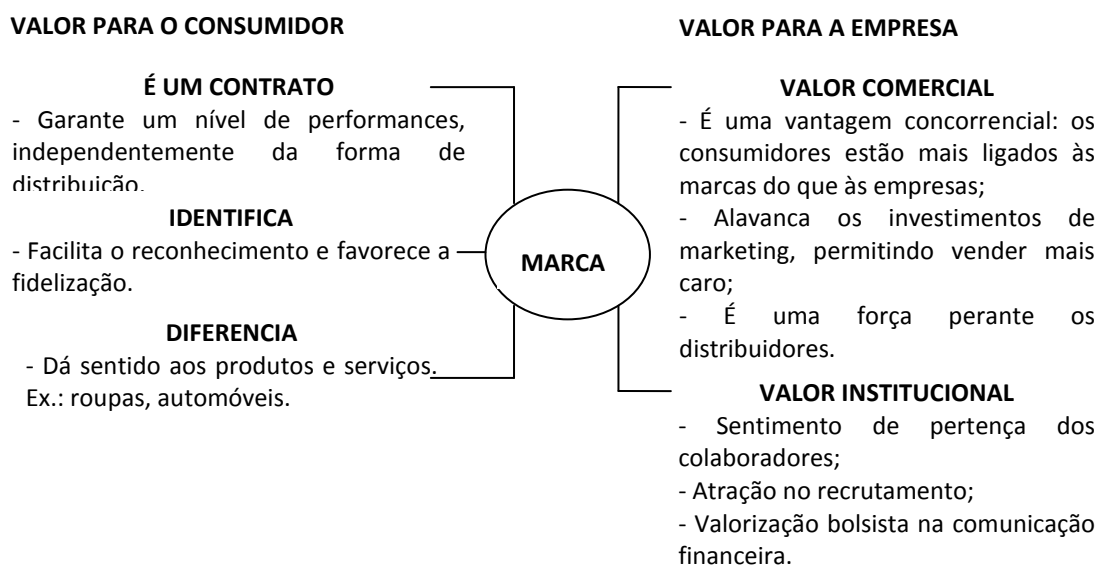 VALOR PARA O CONSUMIDOR
É UM CONTRATO
- Garante um nível de performances,
independentemente da forma de
distribuição.
IDENTIFICA
- Facilita o reconhecimento e favorece a
fidelização.
DIFERENCIA
- Dá sentido aos produtos e serviços.
Ex.: roupas, automóveis.
MARCA
VALOR PARA A EMPRESA
VALOR COMERCIAL
- É uma vantagem concorrencial: os
consumidores estão mais ligados às
marcas do que às empresas;
- Alavanca os investimentos de
marketing, permitindo vender mais
caro;
- É uma força perante os
distribuidores.
VALOR INSTITUCIONAL
- Sentimento de pertença dos
colaboradores;
- Atração no recrutamento;
- Valorização bolsista na comunicação
financeira.